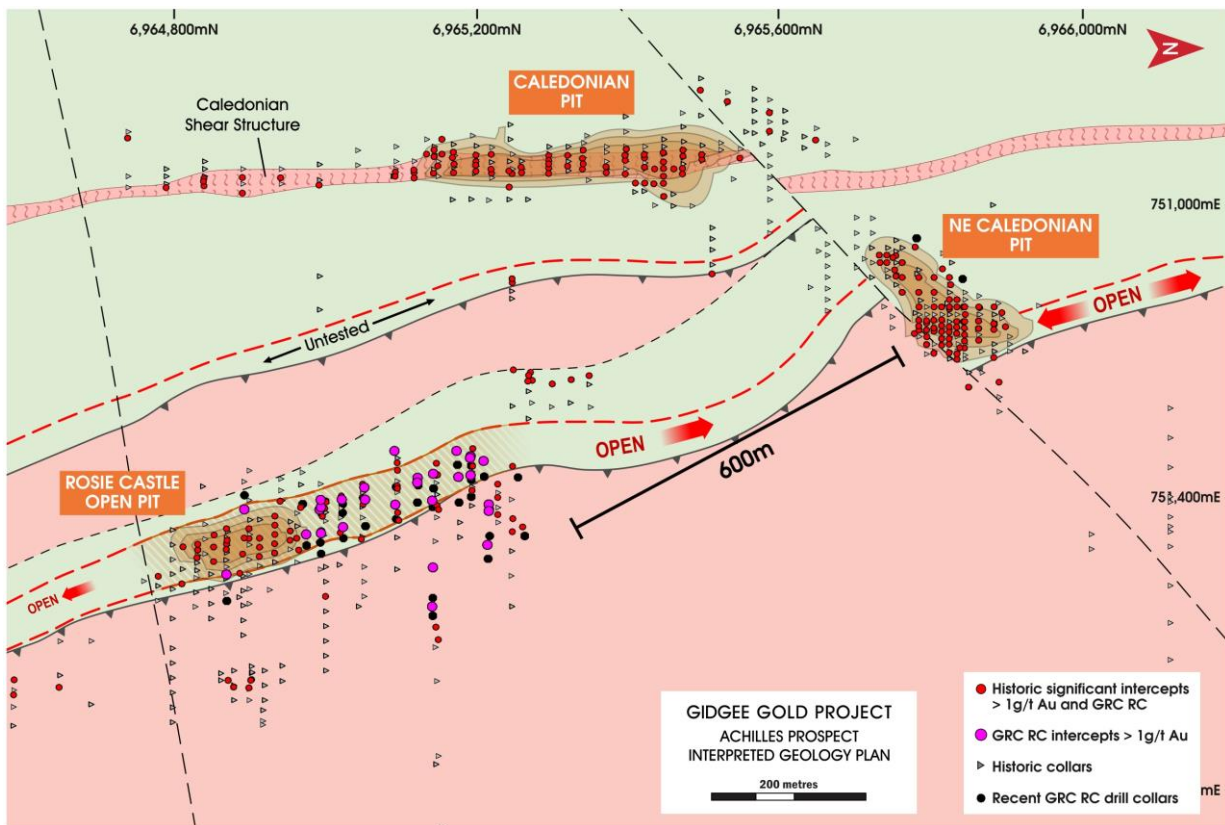 6,964,800mN
6,965,200mN
6,965,600mN
6,966,000mN
N
CALEDONIAN
PIT
Caledonian
Shear Structure
751,000mE
NE CALEDONIAN
PIT
OPEN
Untested
OPEN
600m
ROSIE CASTLE
OPEN PIT
OPEN
GIDGEE GOLD PROJECT
ACHILLES PROSPECT
INTERPRETED GEOLOGY PLAN
200 metres
Historic significant intercepts
> 1g/t Au and GRC RC
GRC RC intercepts > 1g/t Au
Historic collars
Recent GRC RC drill collars
mE